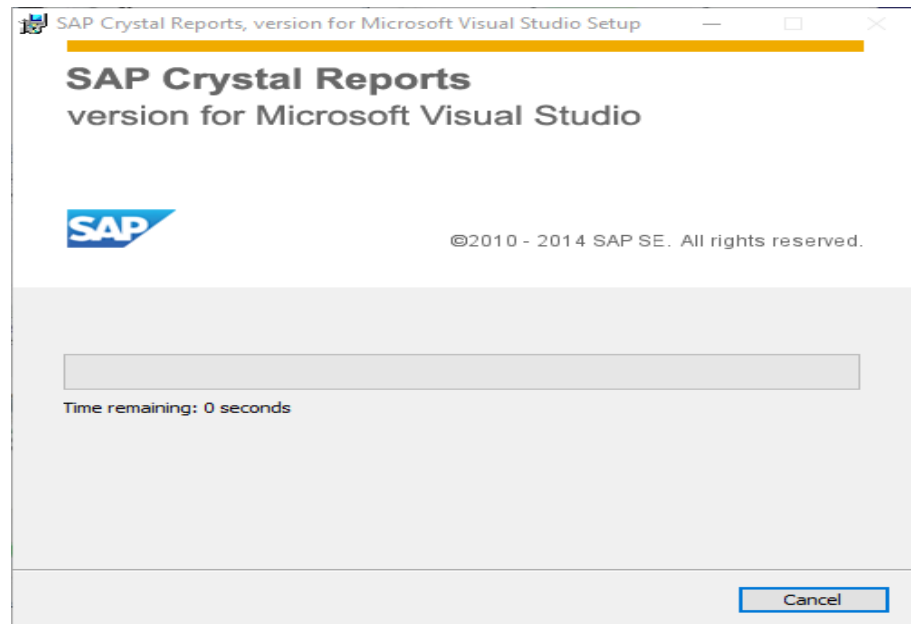 SAP Crystal Reports, version for Microsoft Visual Studio Setup
SAP Crystal Reports
version for Microsoft Visual Studio
SAP
©2010 - 2014 SAP SE. All rights reserved.
Time remaining: 0 seconds
Cancel